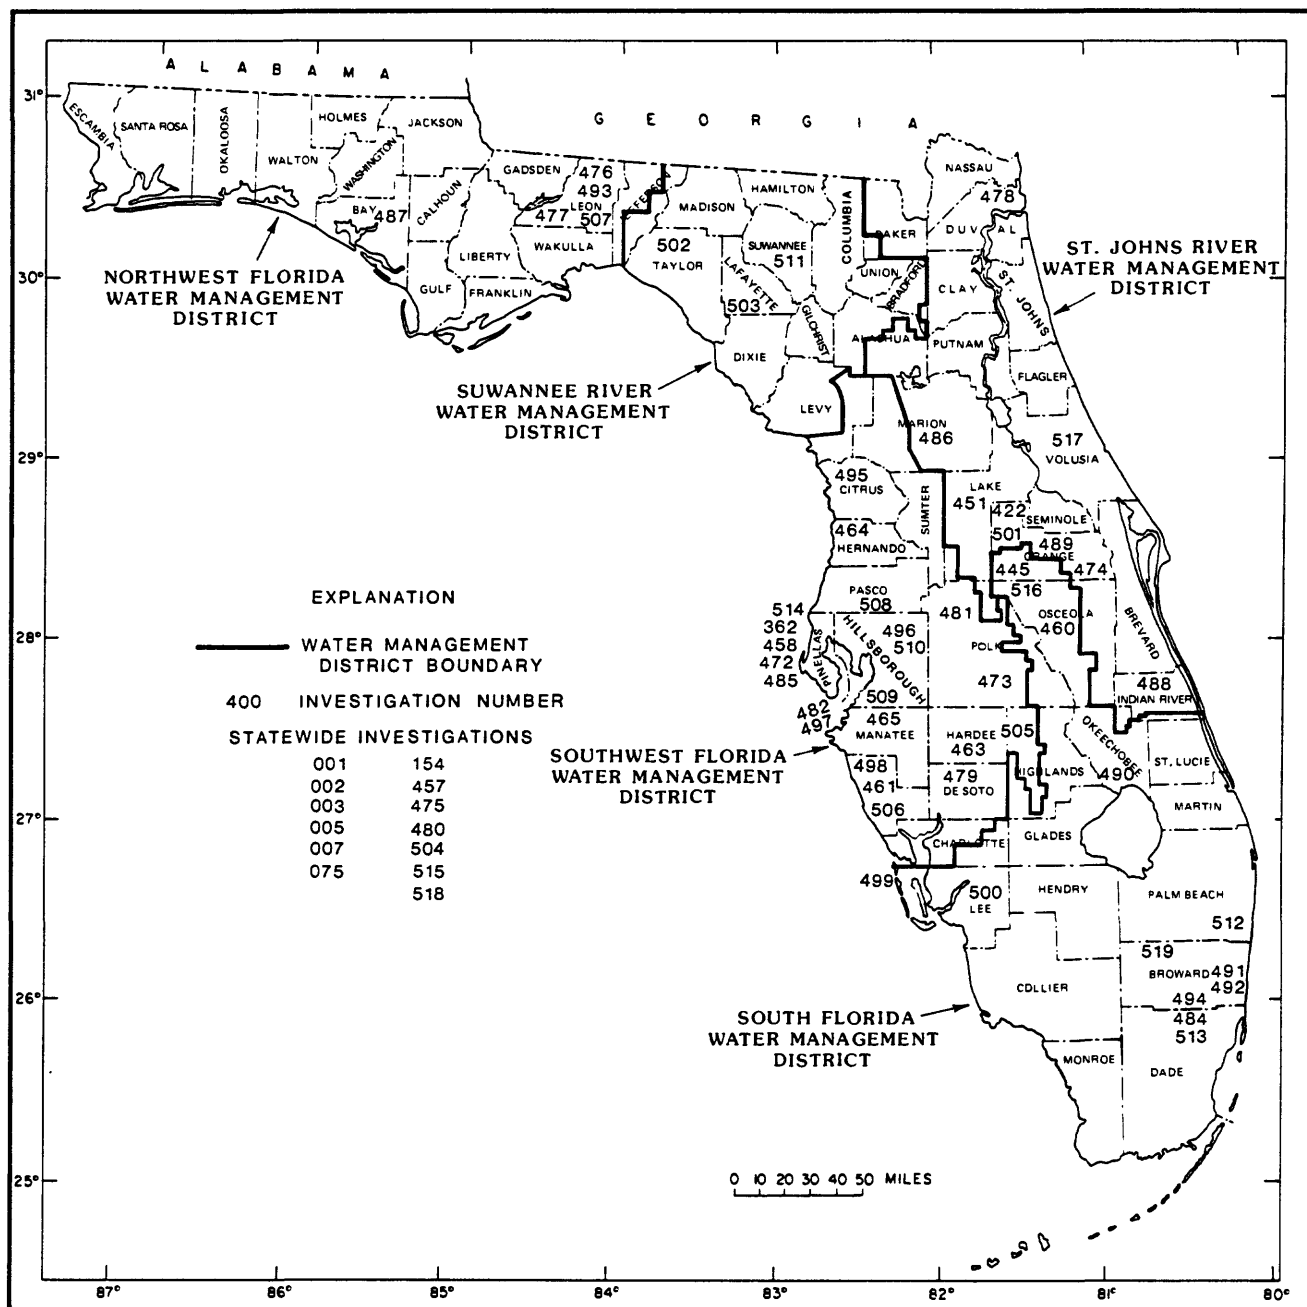 A L A B A M A
G E O R G I A
31°
30°
29°
28°
27°
26°
25°
87°
86°
85°
84°
83°
82°
81°
80°
ESCAMBIA
SANTA ROSA
OKALOOSA
WALTON
HOLMES
WASHINGTON
BAY 487
JACKSON
CALHOUN
GULF
LIBERTY
FRANKLIN
GADSDEN
476
493
LEON
477
507
WAKULLA
JEFFERSON
MADISON
502
TAYLOR
HAMILTON
SUWANNEE
511
LAFAYETTE
503
DIXIE
GILCHRIST
COLUMBIA
BAKER
UNION
BRADFORD
ALACHUA
LEVY
NASSAU
478
DUVAL
CLAY
ST. JOHNS
PUTNAM
FLAGLER
MARION
486
517
VOLUSIA
495
CITRUS
SUMTER
LAKE
451
422
SEMINOLE
501
489
ORANGE
445
474
464
HERNANDO
PASCO
508
516
OSCEOLA
460
BREVARD
481
POLK
473
514
362
458
472
485
PINELLAS
HILLSBOROUGH
496
510
509
482
497
465
MANATEE
HARDEE
463
505
HIGHLANDS
OKEECHOBEE
490
488
INDIAN RIVER
ST. LUCIE
MARTIN
498
461
506
479
DE SOTO
CHARLOTTE
GLADES
499
500
LEE
HENDRY
PALM BEACH
512
519
BROWARD 491
492
494
484
513
COLLIER
MONROE
DADE
NORTHWEST FLORIDA
WATER MANAGEMENT
DISTRICT
SUWANNEE RIVER
WATER MANAGEMENT
DISTRICT
ST. JOHNS RIVER
WATER MANAGEMENT
DISTRICT
SOUTHWEST FLORIDA
WATER MANAGEMENT
DISTRICT
SOUTH FLORIDA
WATER MANAGEMENT
DISTRICT
EXPLANATION
WATER MANAGEMENT
DISTRICT BOUNDARY
400 INVESTIGATION NUMBER
STATEWIDE INVESTIGATIONS
001 154
002 457
003 475
005 480
007 504
075 515
518
0 10 20 30 40 50 MILES